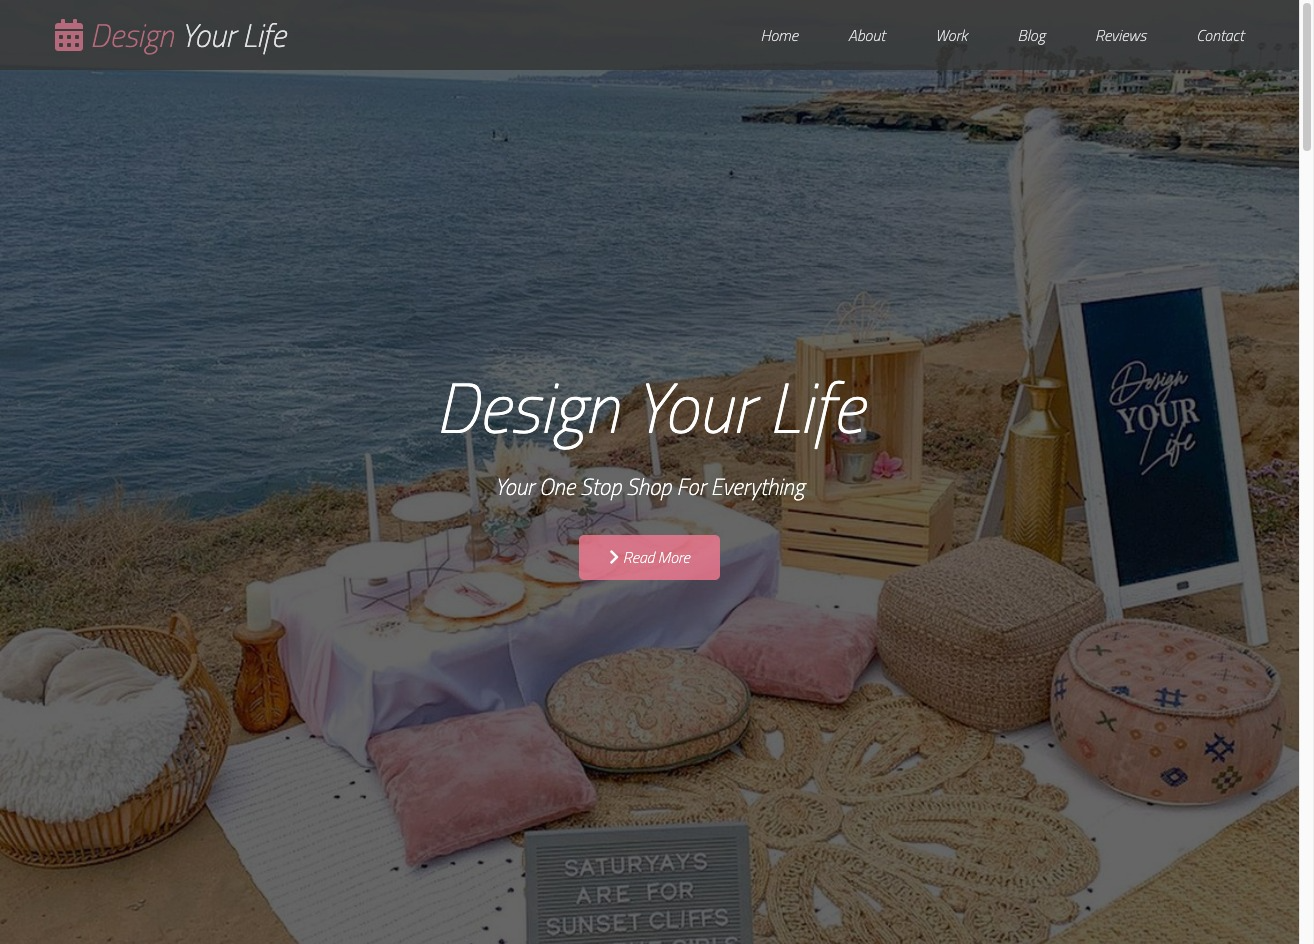 Design Your Life
Home About Work Blog Reviews Contact
Design
YOUR
Life
Design Your Life
Your One Stop Shop For Everything
Read More
SATURYAYS
ARE FOR
SUNSET CLIFFS
GIRLS